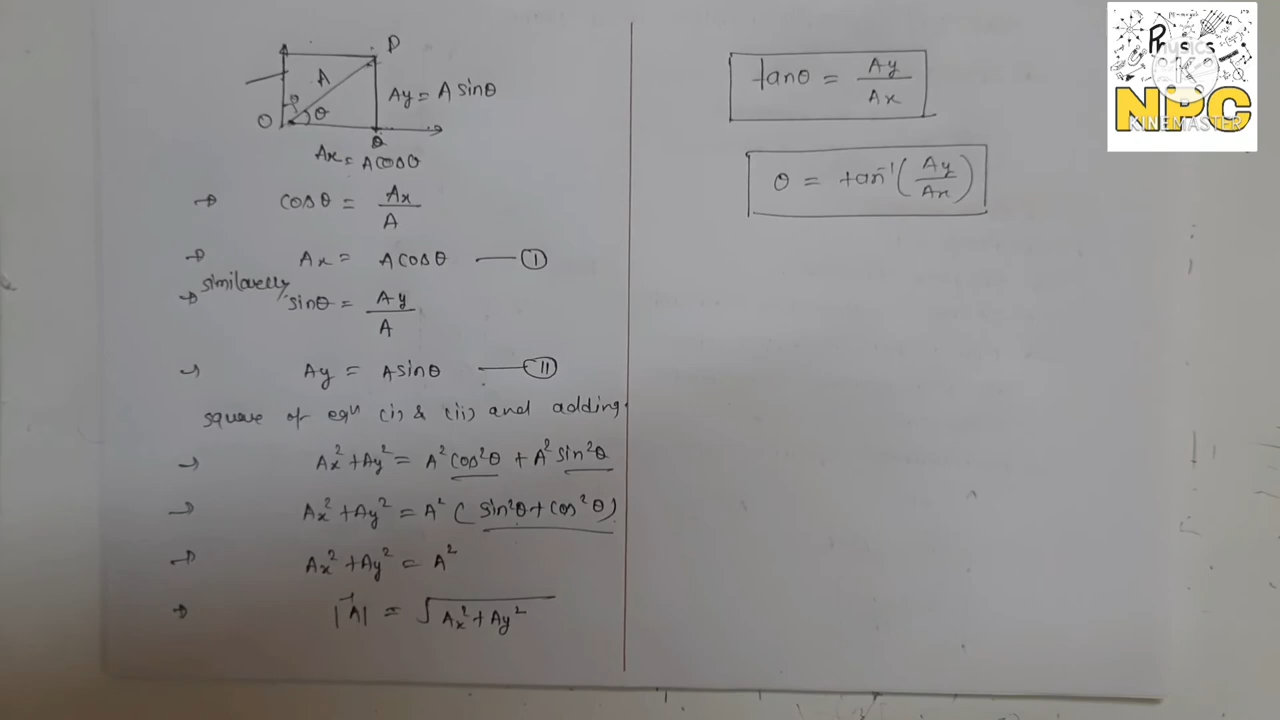 P
A
Ay = A sinθ
θ
O
θ
Q
Ax = A cosθ
→ cosθ = Ax/A
→ Ax = A cosθ —— (I)
similarelly
→ sinθ = Ay/A
→ Ay = A sinθ —— (II)
square of eqⁿ (i) & (ii) and adding.
→ Ax² + Ay² = A² cos²θ + A² sin²θ
→ Ax² + Ay² = A² ( sin²θ + cos²θ )
→ Ax² + Ay² = A²
→ |A⃗| = √(Ax² + Ay²)
tanθ = Ay/Ax
θ = tan⁻¹(Ay/Ax)
Physics
K
NPC
KINEMASTER